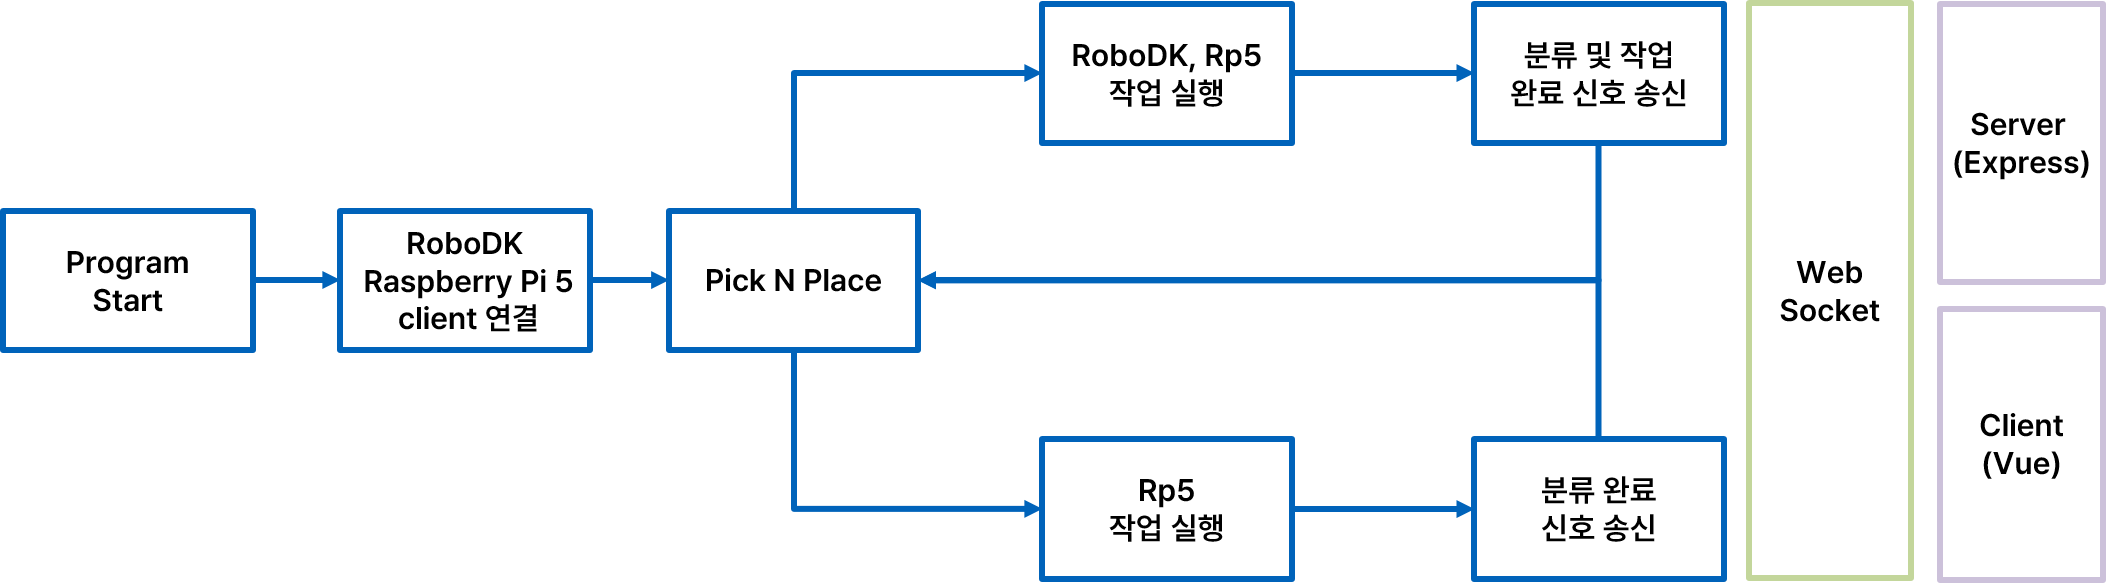 Program
Start
RoboDK
Raspberry Pi 5
client 연결
Pick N Place
RoboDK, Rp5
작업 실행
분류 및 작업
완료 신호 송신
Rp5
작업 실행
분류 완료
신호 송신
Web
Socket
Server
(Express)
Client
(Vue)